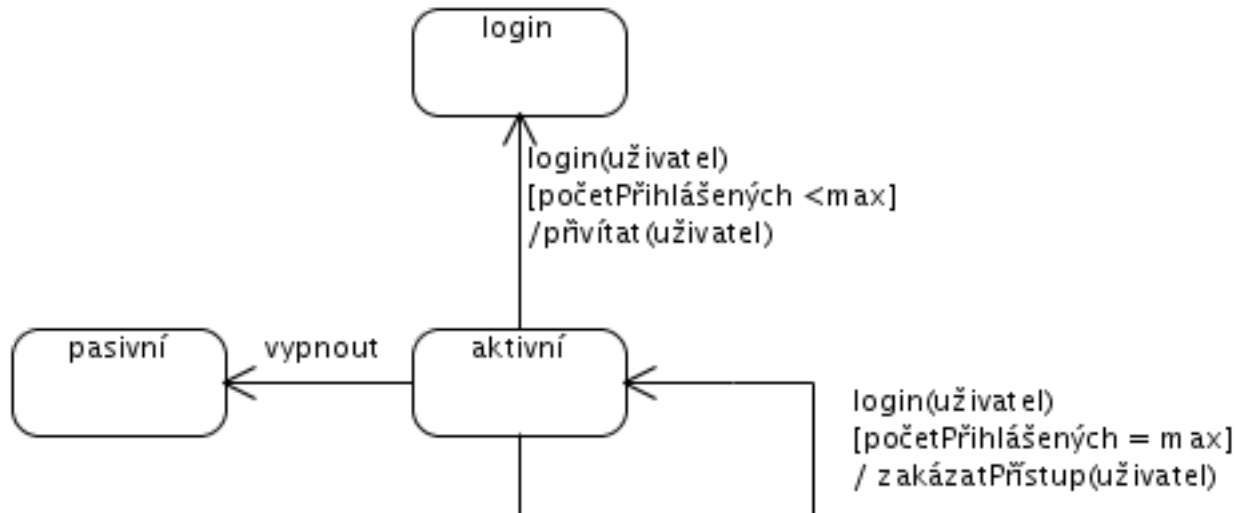 login
login(uživatel)
[početPřihlášených <max]
/přivítat(uživatel)
pasivní
vypnout
aktivní
login(uživatel)
[početPřihlášených = max]
/ zakázatPřístup(uživatel)